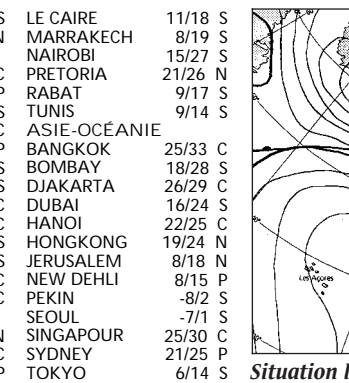 S LE CAIRE 11/18 S
N MARRAKECH 8/19 S
NAIROBI 15/27 S
C PRETORIA 21/26 N
P RABAT 9/17 S
S TUNIS 9/14 S
C ASIE-OCÉANIE
P BANGKOK 25/33 C
S BOMBAY 18/28 S
S DJAKARTA 26/29 C
C DUBAI 16/24 S
C HANOI 22/25 C
S HONGKONG 19/24 N
S JERUSALEM 8/18 N
C NEW DEHLI 8/15 P
C PEKIN -8/2 S
SEOUL -7/1 S
N SINGAPOUR 25/30 C
C SYDNEY 21/25 P
P TOKYO 6/14 S
Les Açores
Situation